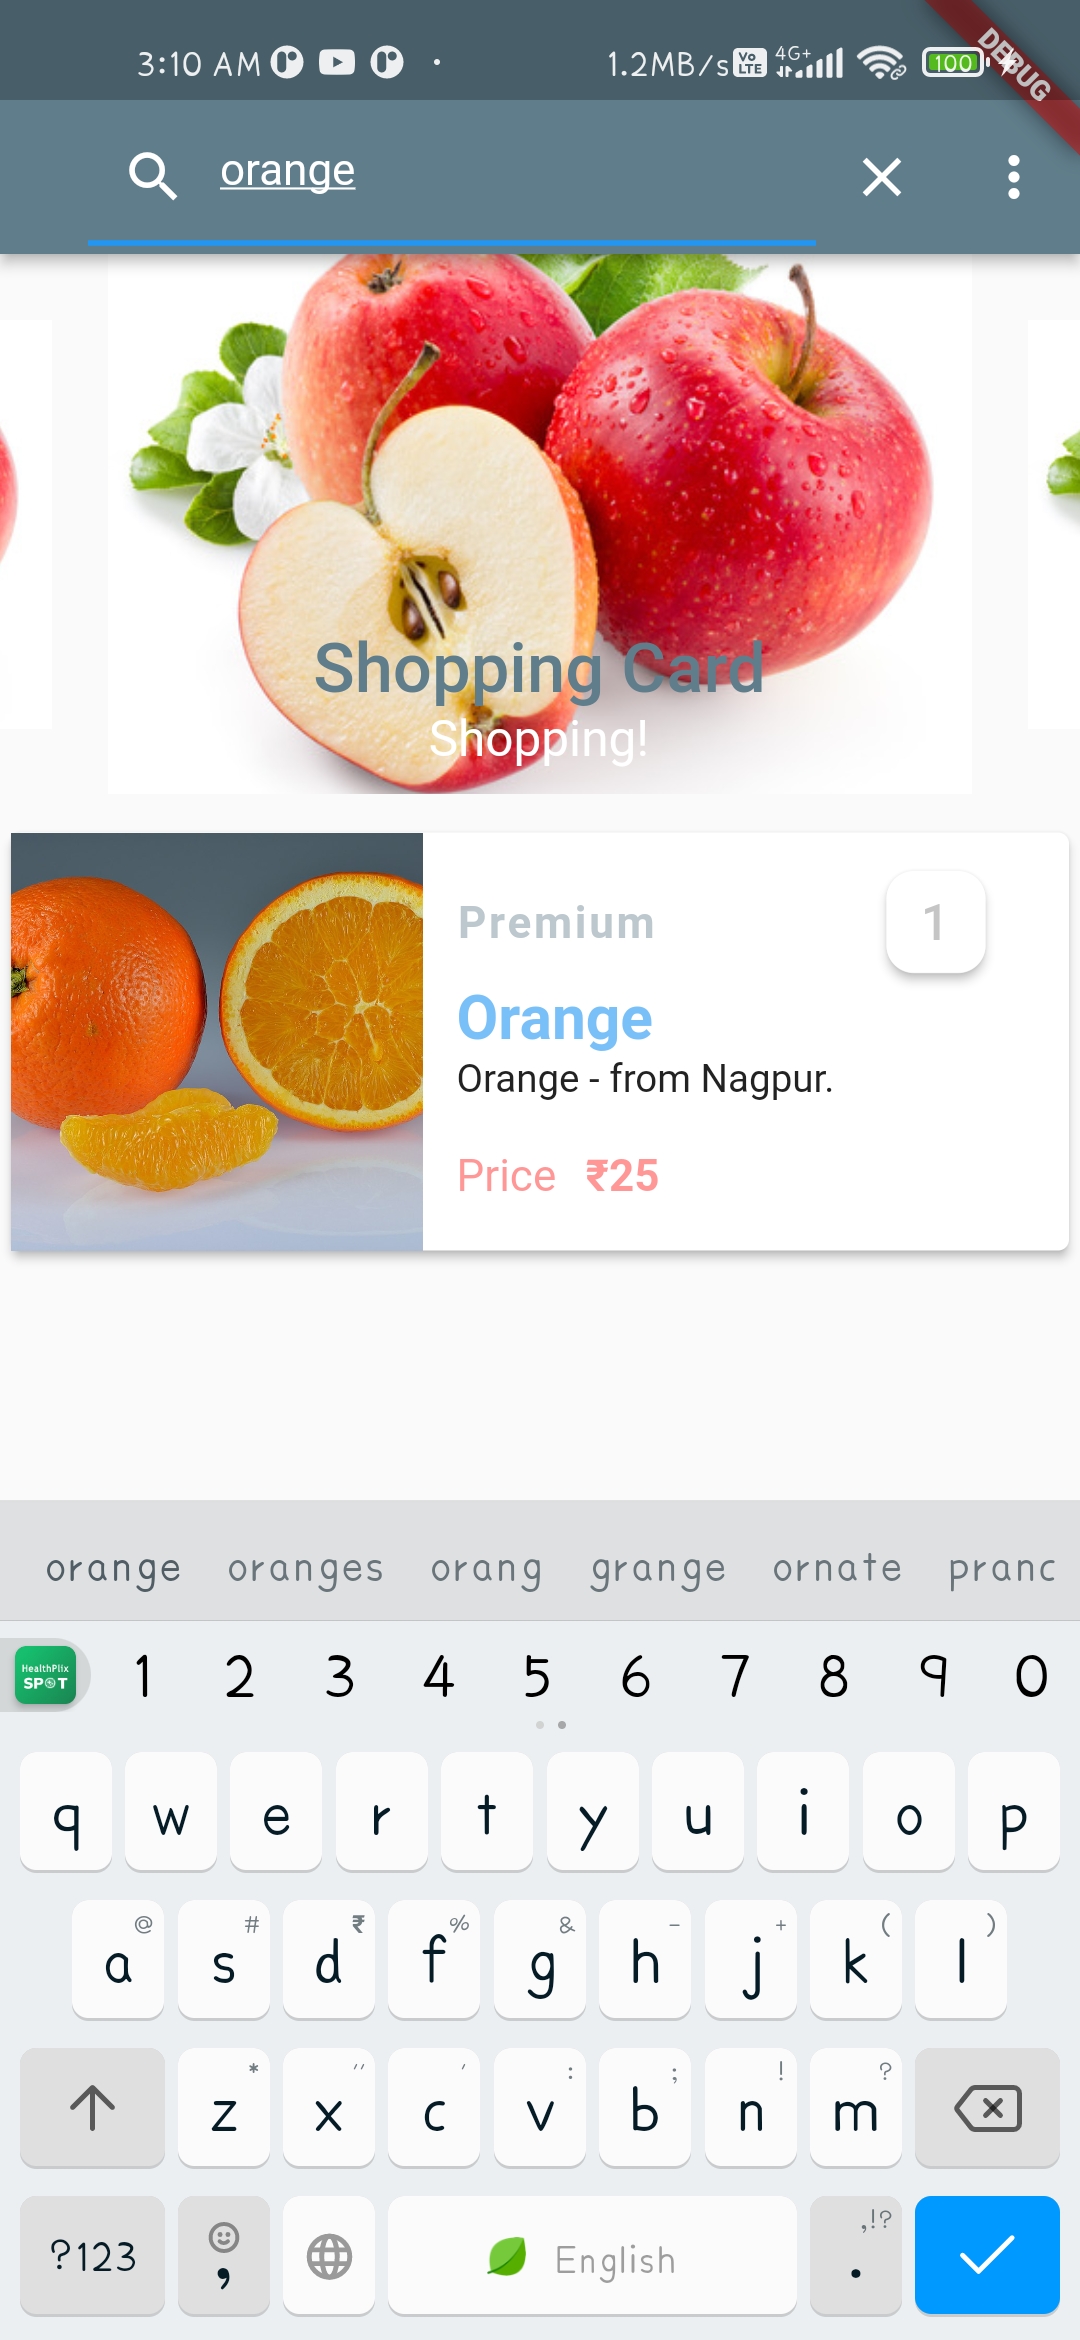 3:10 AM 1.2MB/s Vo LTE 4G+ 100
DEBUG
orange
Shopping Card
Shopping!
Premium 1
Orange
Orange - from Nagpur.
Price ₹25
orange oranges orang grange ornate pranc
HealthPlix SPOT 1 2 3 4 5 6 7 8 9 0
q w e r t y u i o p
@ # ₹ % & - + ( )
a s d f g h j k l
* " ' : ; ! ?
z x c v b n m
?123 , English . ,!?